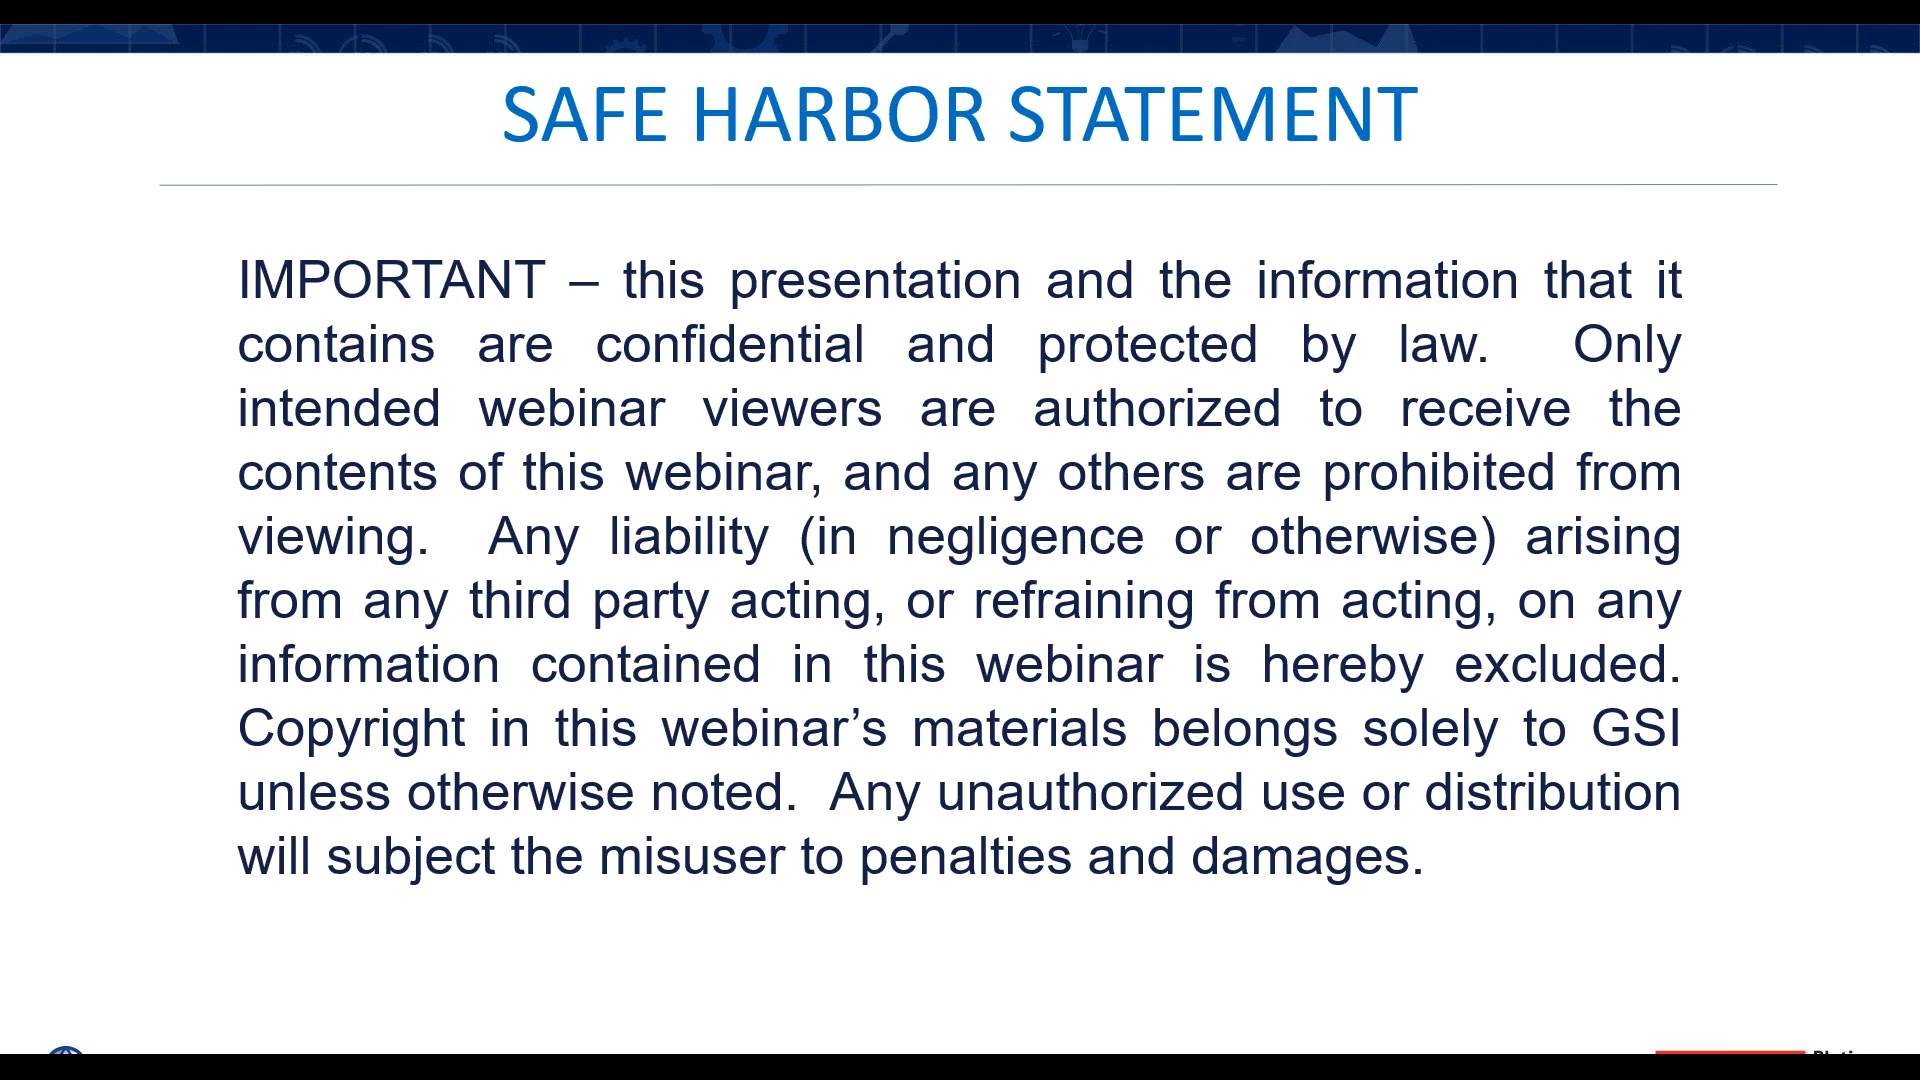 SAFE HARBOR STATEMENT
IMPORTANT – this presentation and the information that it
contains are confidential and protected by law. Only
intended webinar viewers are authorized to receive the
contents of this webinar, and any others are prohibited from
viewing. Any liability (in negligence or otherwise) arising
from any third party acting, or refraining from acting, on any
information contained in this webinar is hereby excluded.
Copyright in this webinar’s materials belongs solely to GSI
unless otherwise noted. Any unauthorized use or distribution
will subject the misuser to penalties and damages.